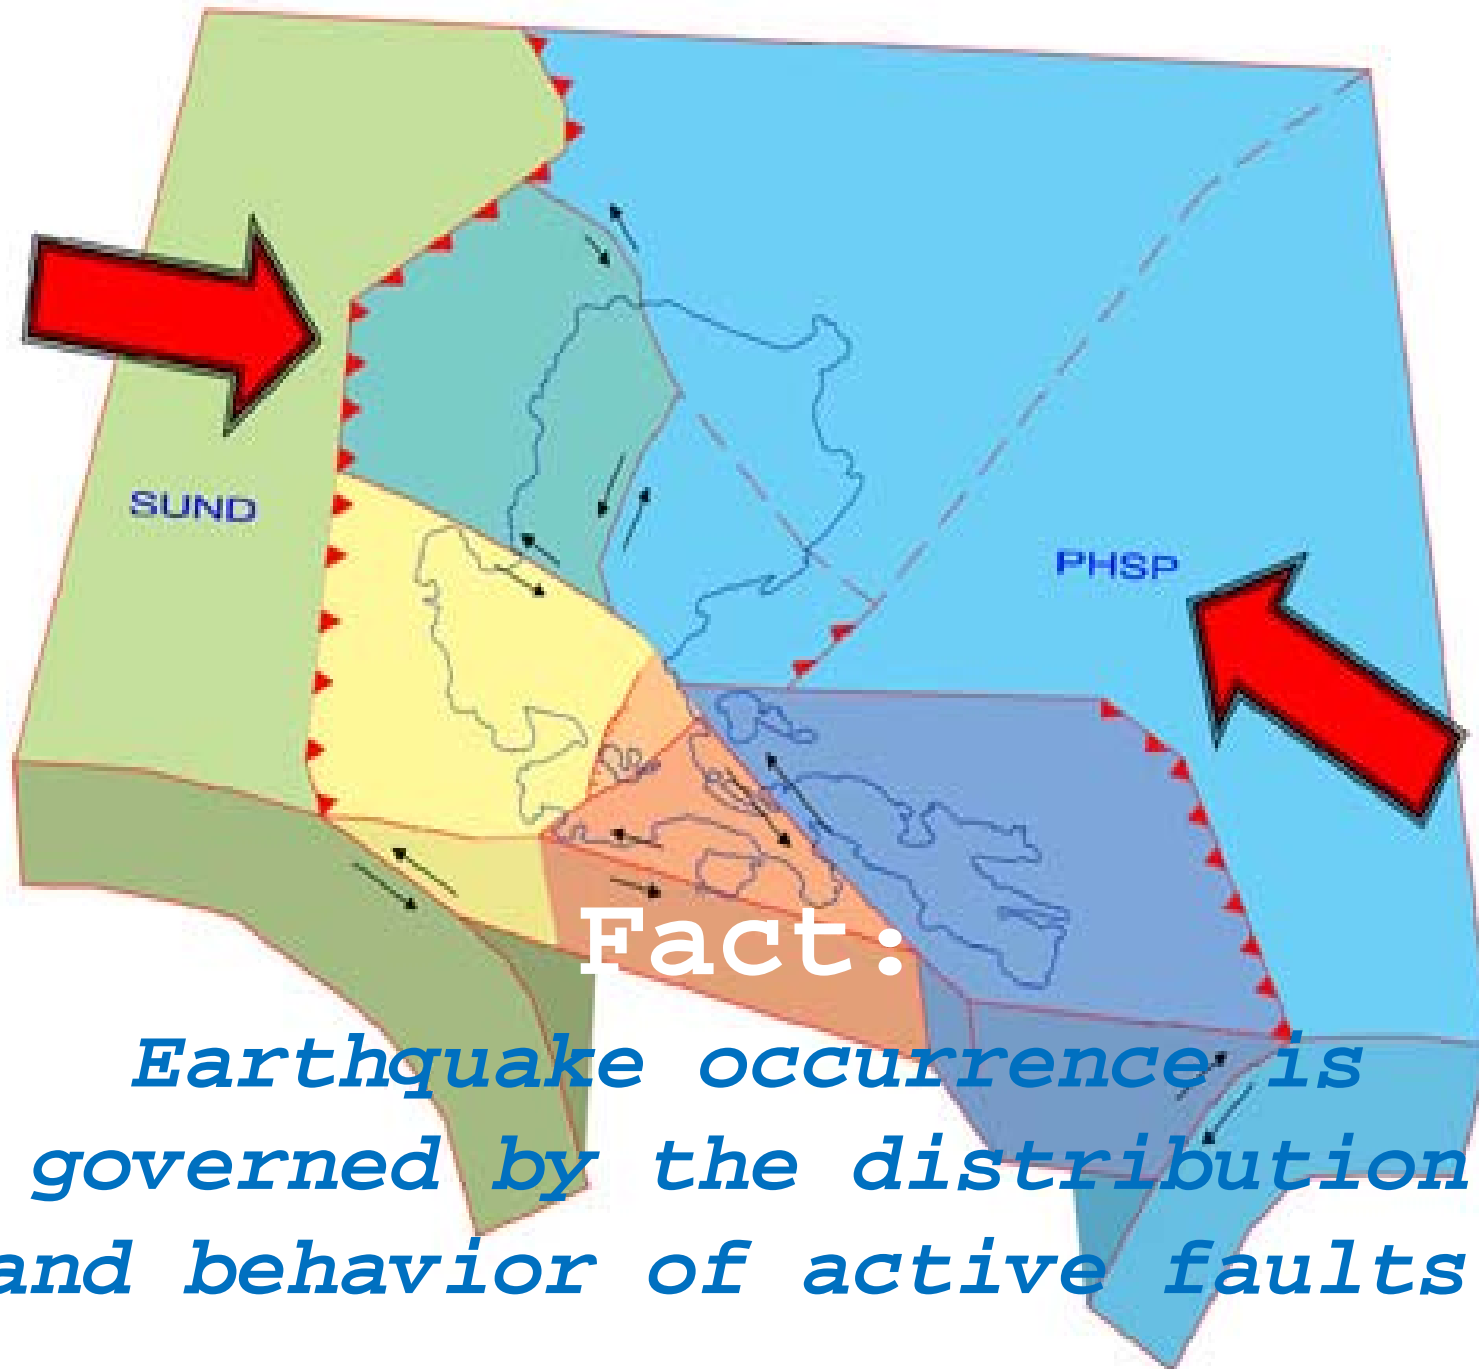 SUND
PHSP
Fact:
Earthquake occurrence is
governed by the distribution
and behavior of active faults